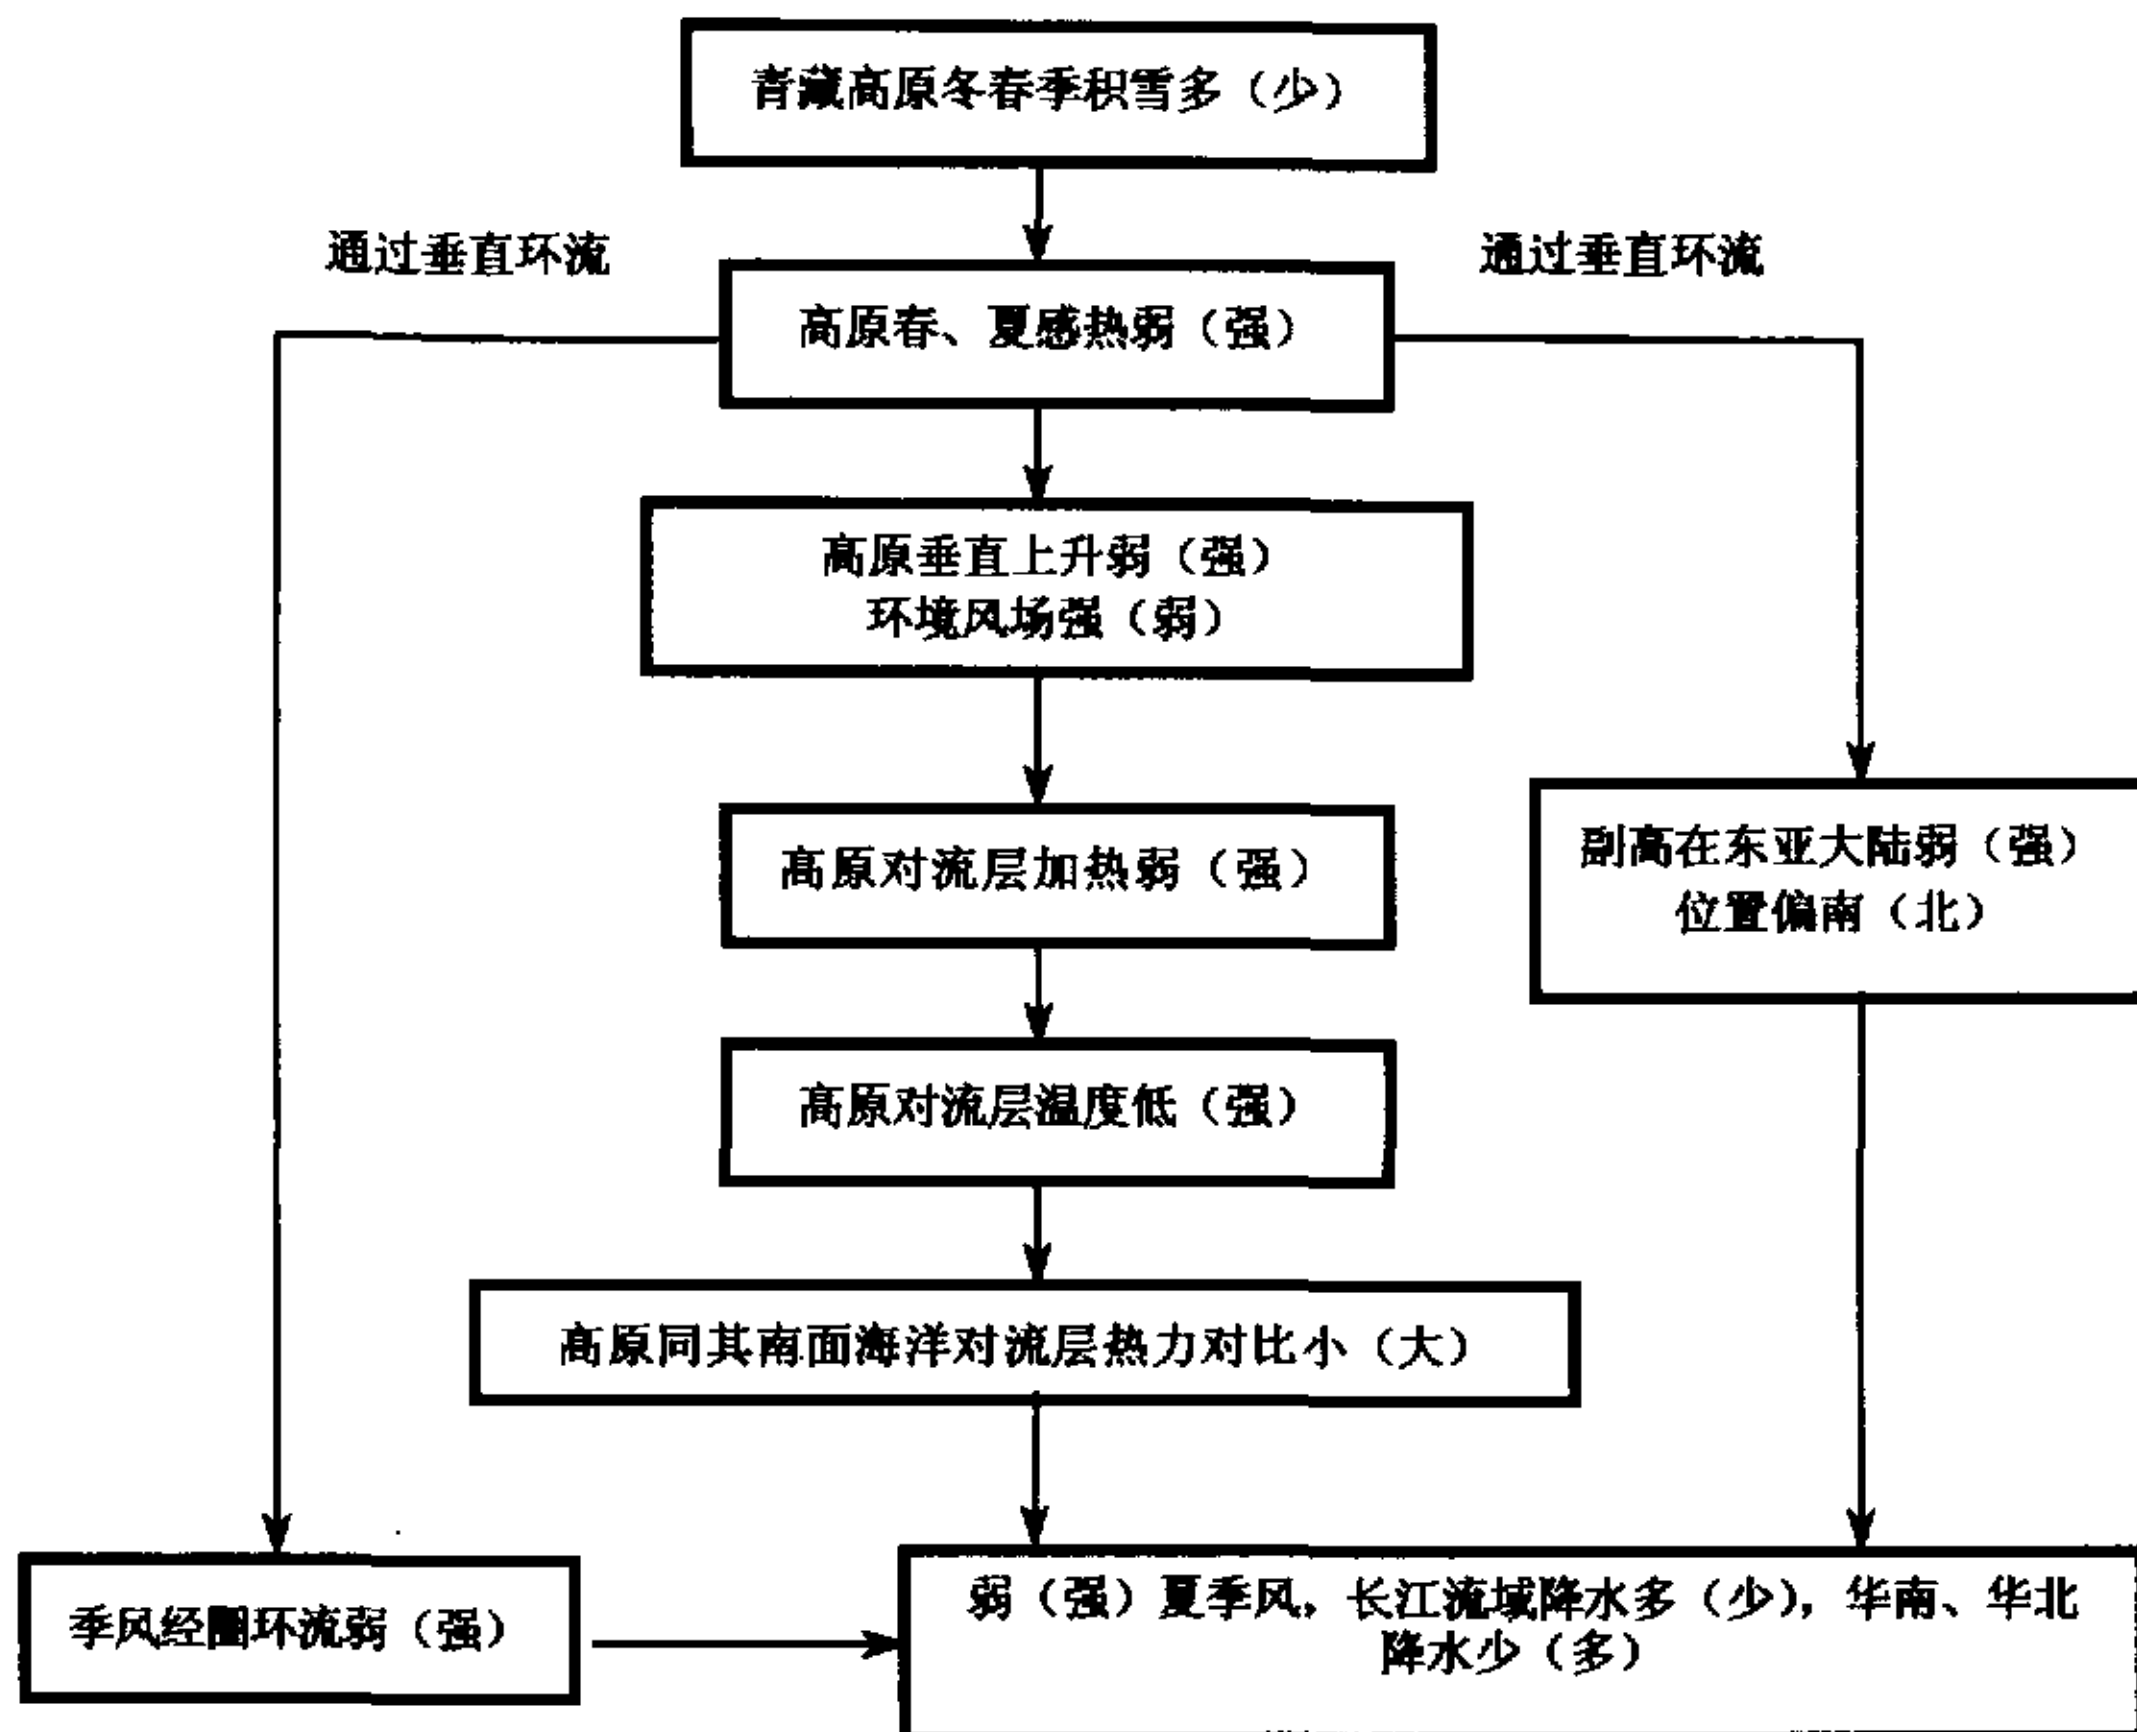 青藏高原冬春季积雪多（少）
通过垂直环流
通过垂直环流
高原春、夏感热弱（强）
高原垂直上升弱（强）
环境风场强（弱）
高原对流层加热弱（强）
副高在东亚大陆弱（强）
位置偏南（北）
高原对流层温度低（强）
高原同其南面海洋对流层热力对比小（大）
季风经圈环流弱（强）
弱（强）夏季风，长江流域降水多（少），华南、华北
降水少（多）